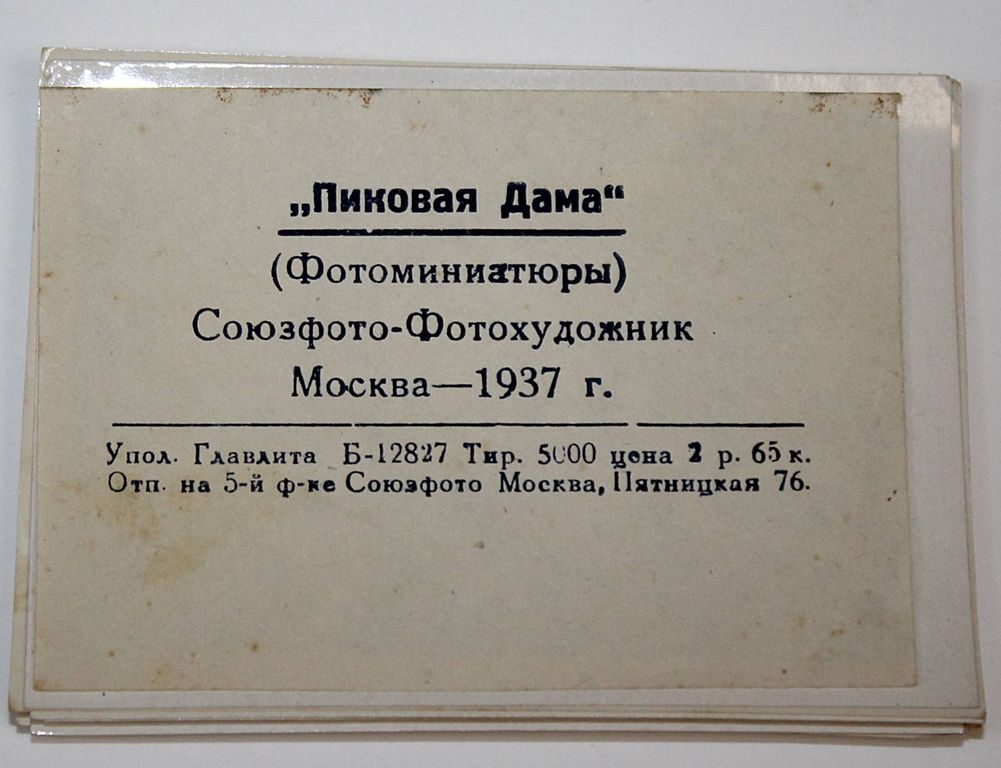 „Пиковая Дама“
(Фотоминиатюры)
Союзфото-Фотохудожник
Москва—1937 г.
Упол. Главлита Б-12827 Тир. 5000 цена 2 р. 65 к.
Отп. на 5-й ф-ке Союзфото Москва, Пятницкая 76.